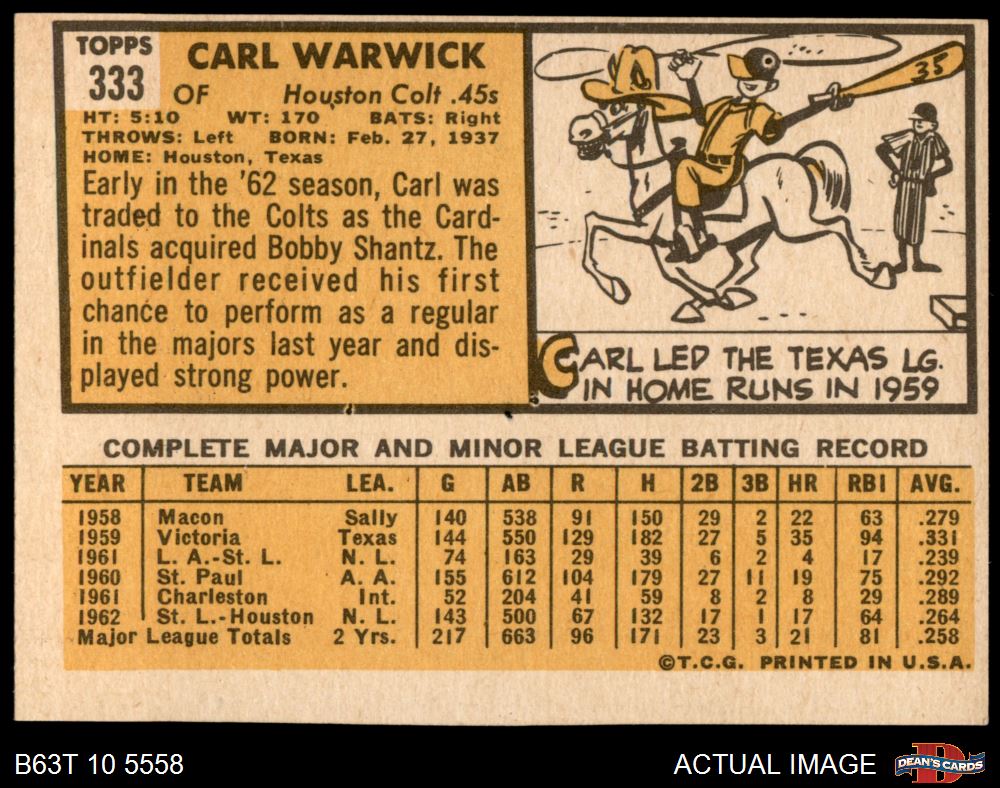 TOPPS
333
CARL WARWICK
OF Houston Colt .45s
HT: 5:10 WT: 170 BATS: Right
THROWS: Left BORN: Feb. 27, 1937
HOME: Houston, Texas
Early in the '62 season, Carl was
traded to the Colts as the Card-
inals acquired Bobby Shantz. The
outfielder received his first
chance to perform as a regular
in the majors last year and dis-
played strong power.
35
CARL LED THE TEXAS LG.
IN HOME RUNS IN 1959
COMPLETE MAJOR AND MINOR LEAGUE BATTING RECORD
YEAR TEAM LEA. G AB R H 2B 3B HR RBI AVG.
1958 Macon Sally 140 538 91 150 29 2 22 63 .279
1959 Victoria Texas 144 550 129 182 27 5 35 94 .331
1961 L. A.-St. L. N. L. 74 163 29 39 6 2 4 17 .239
1960 St. Paul A. A. 155 612 104 179 27 11 19 75 .292
1961 Charleston Int. 52 204 41 59 8 2 8 29 .289
1962 St. L.-Houston N. L. 143 500 67 132 17 1 17 64 .264
Major League Totals 2 Yrs. 217 663 96 171 23 3 21 81 .258
©T.C.G. PRINTED IN U.S.A.
B63T 10 5558 ACTUAL IMAGE DEAN'S CARDS